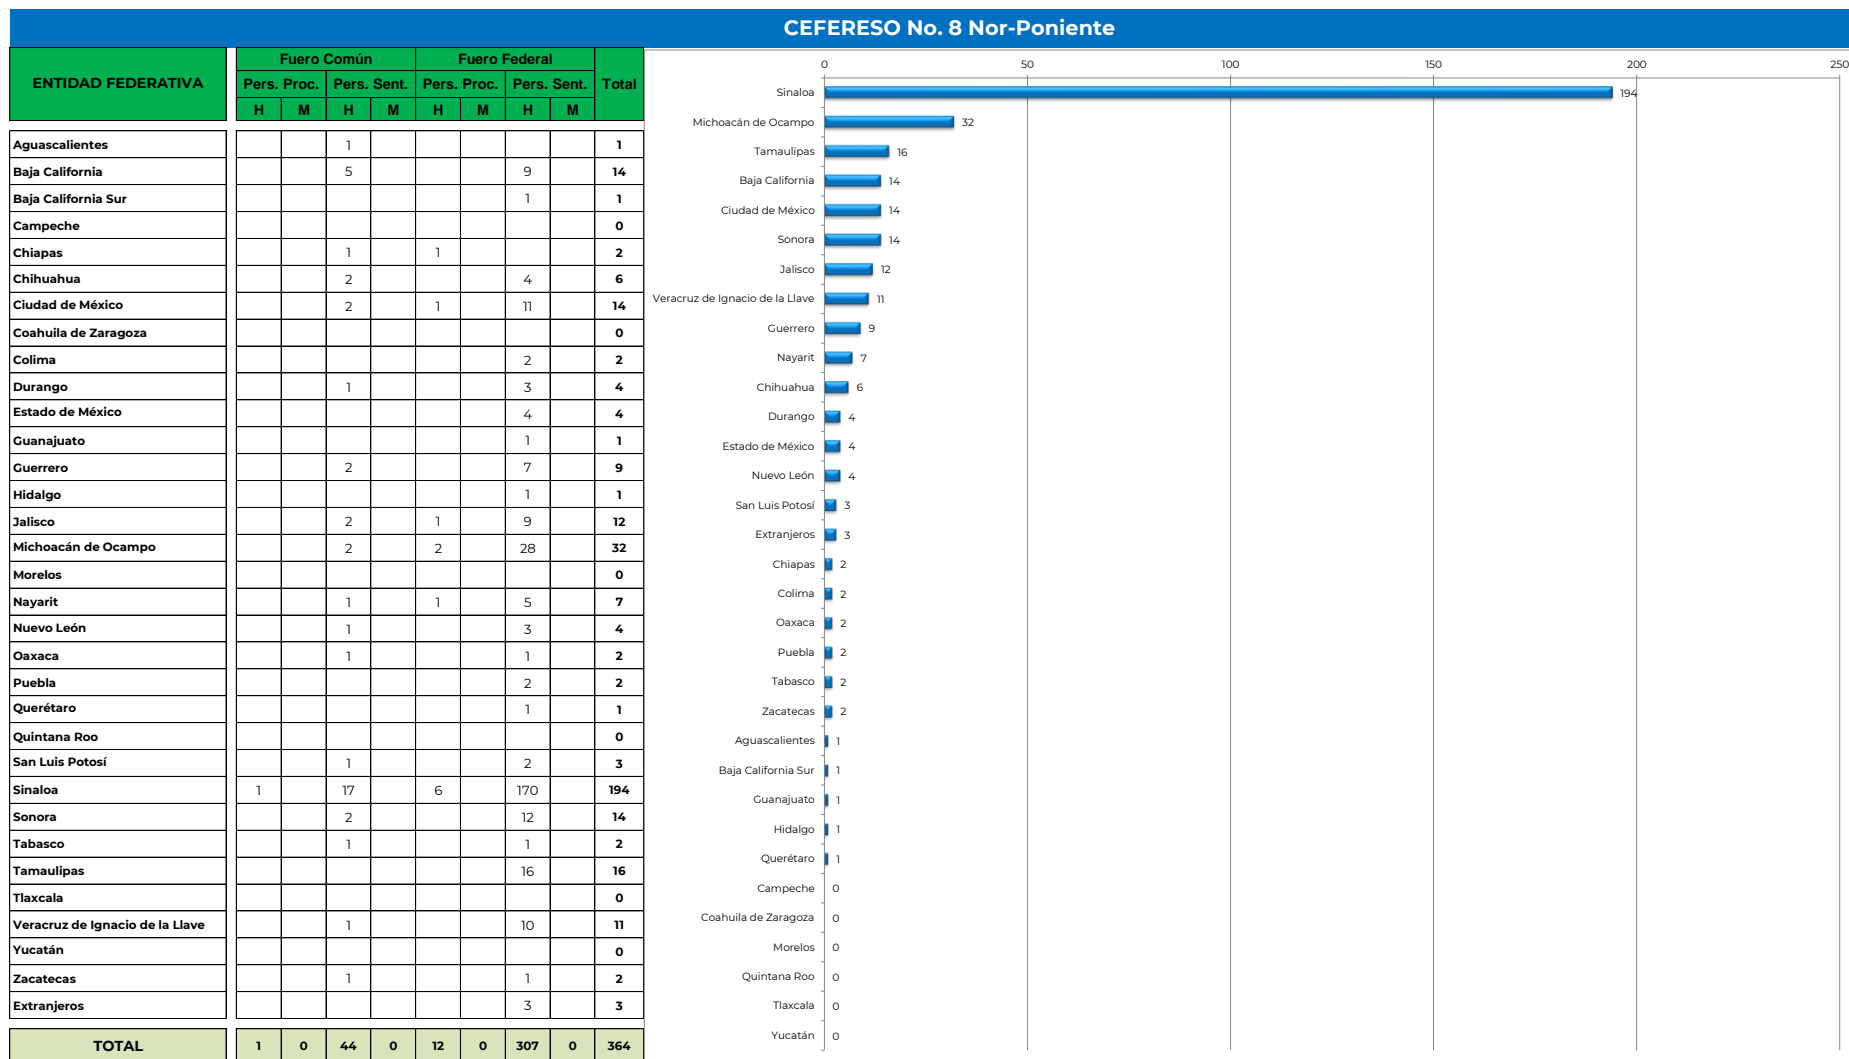 CEFERESO No. 8 Nor-Poniente
ENTIDAD FEDERATIVA Fuero Común Fuero Federal Total
Pers. Proc. Pers. Sent. Pers. Proc. Pers. Sent.
H M H M H M H M
Aguascalientes 1 1
Baja California 5 9 14
Baja California Sur 1 1
Campeche 0
Chiapas 1 1 2
Chihuahua 2 4 6
Ciudad de México 2 1 11 14
Coahuila de Zaragoza 0
Colima 2 2
Durango 1 3 4
Estado de México 4 4
Guanajuato 1 1
Guerrero 2 7 9
Hidalgo 1 1
Jalisco 2 1 9 12
Michoacán de Ocampo 2 2 28 32
Morelos 0
Nayarit 1 1 5 7
Nuevo León 1 3 4
Oaxaca 1 1 2
Puebla 2 2
Querétaro 1 1
Quintana Roo 0
San Luis Potosí 1 2 3
Sinaloa 1 17 6 170 194
Sonora 2 12 14
Tabasco 1 1 2
Tamaulipas 16 16
Tlaxcala 0
Veracruz de Ignacio de la Llave 1 10 11
Yucatán 0
Zacatecas 1 1 2
Extranjeros 3 3
TOTAL 1 0 44 0 12 0 307 0 364
0 50 100 150 200 250
Sinaloa 194
Michoacán de Ocampo 32
Tamaulipas 16
Baja California 14
Ciudad de México 14
Sonora 14
Jalisco 12
Veracruz de Ignacio de la Llave 11
Guerrero 9
Nayarit 7
Chihuahua 6
Durango 4
Estado de México 4
Nuevo León 4
San Luis Potosí 3
Extranjeros 3
Chiapas 2
Colima 2
Oaxaca 2
Puebla 2
Tabasco 2
Zacatecas 2
Aguascalientes 1
Baja California Sur 1
Guanajuato 1
Hidalgo 1
Querétaro 1
Campeche 0
Coahuila de Zaragoza 0
Morelos 0
Quintana Roo 0
Tlaxcala 0
Yucatán 0